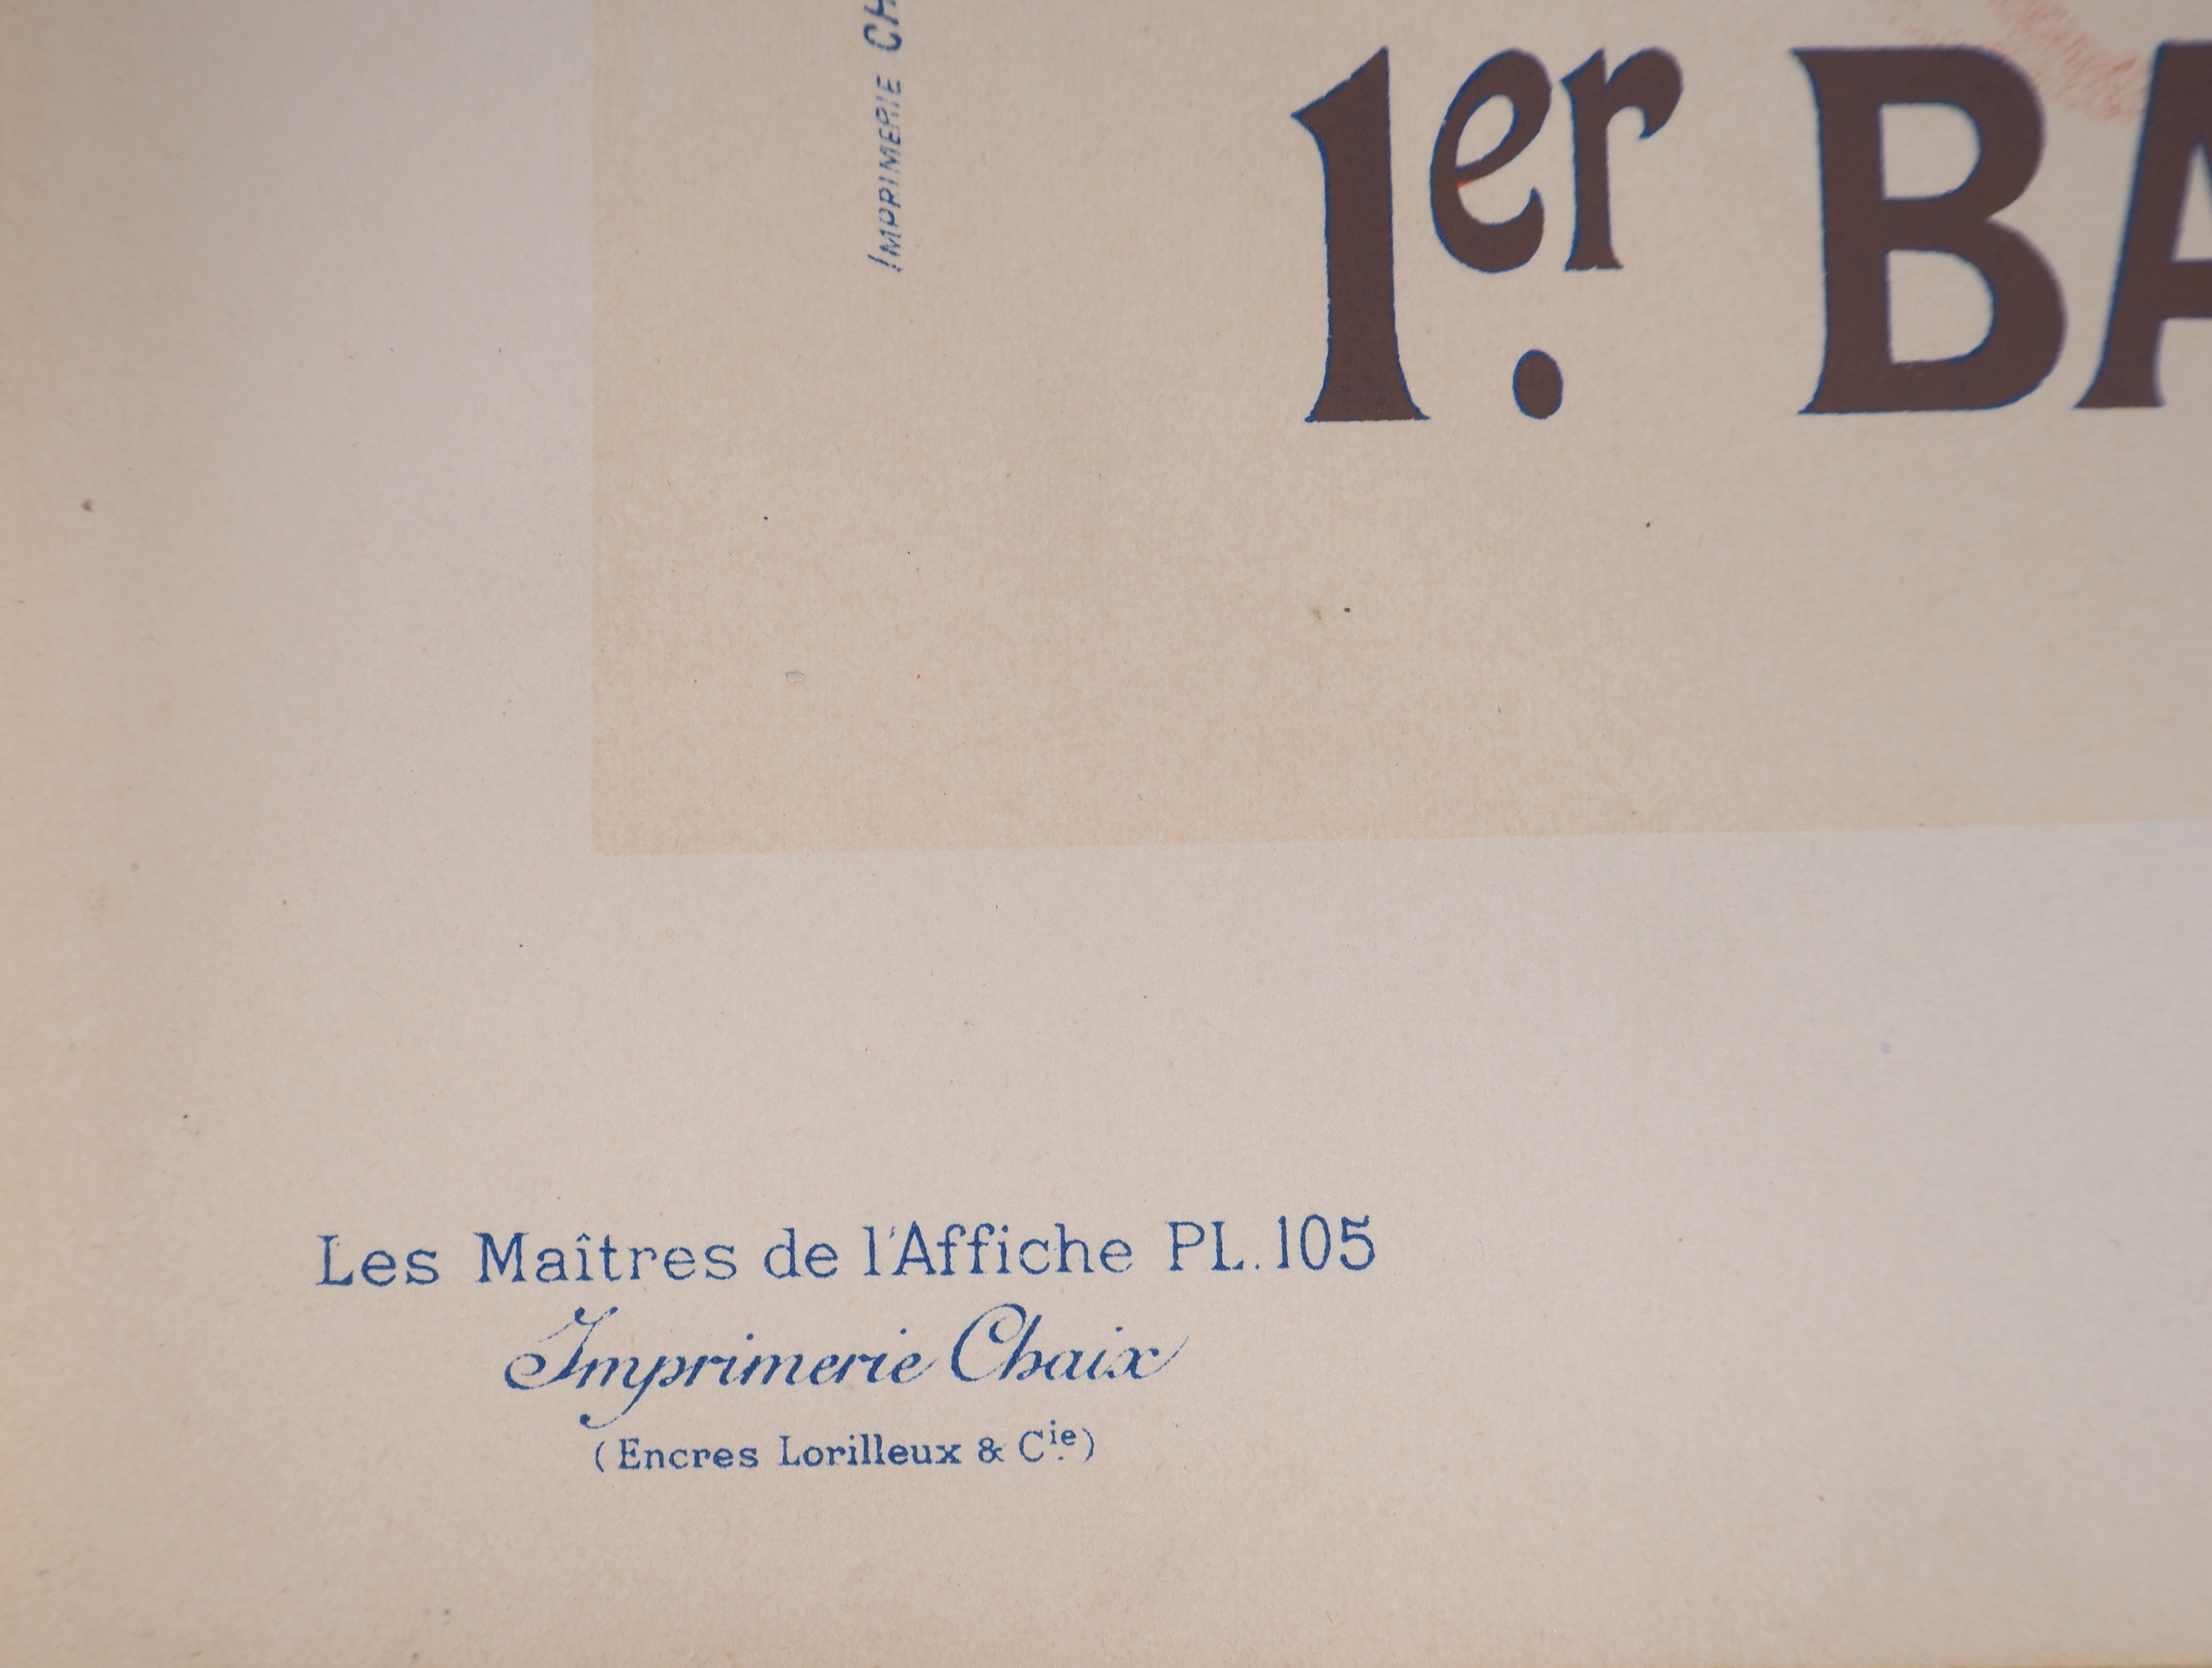 IMPRIMERIE CH
1er. BA
Les Maîtres de l'Affiche PL. 105
Imprimerie Chaix
(Encres Lorilleux & Cie.)